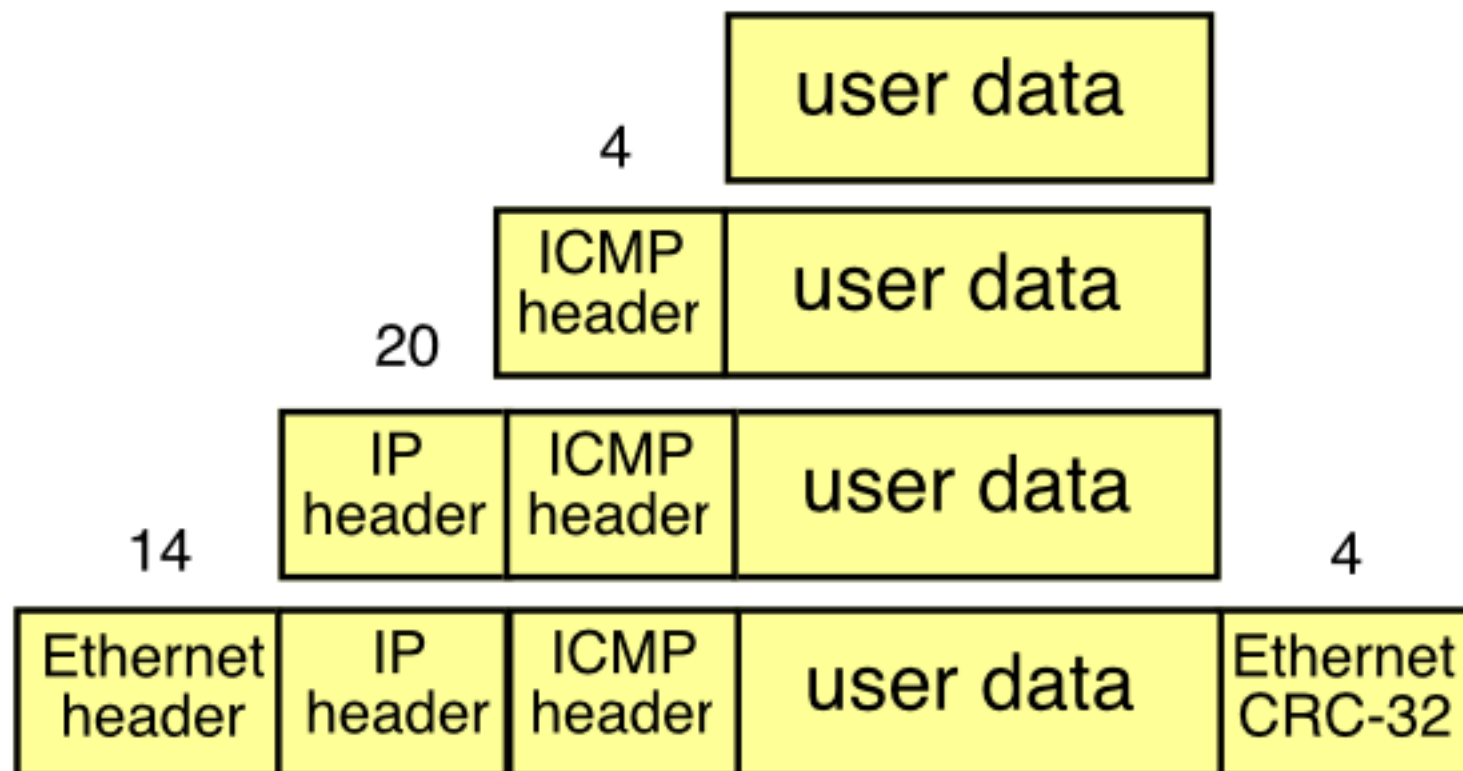 user data
4
ICMP
header
user data
20
IP
header
ICMP
header
user data
14
4
Ethernet
header
IP
header
ICMP
header
user data
Ethernet
CRC-32